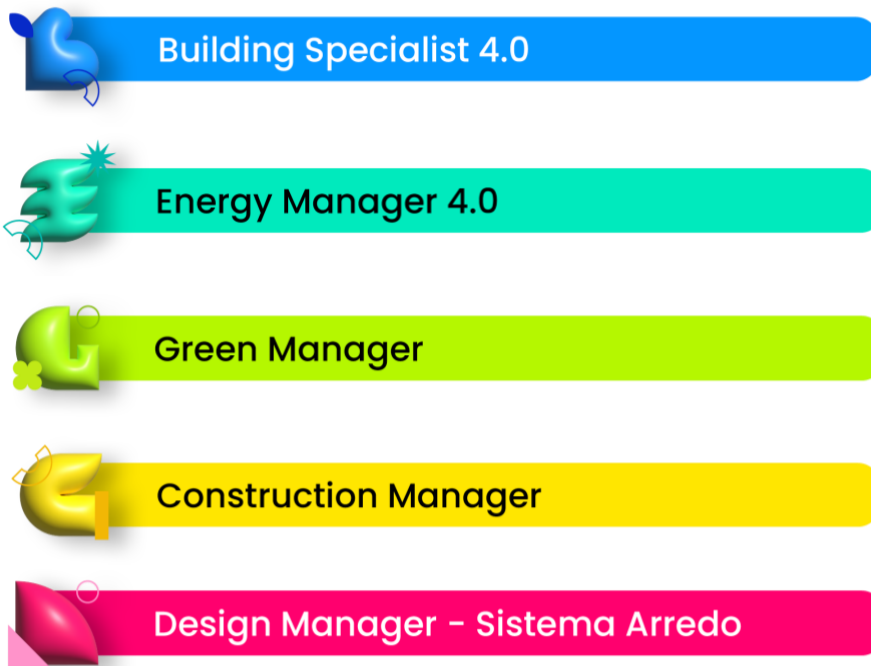 Building Specialist 4.0
Energy Manager 4.0
Green Manager
Construction Manager
Design Manager - Sistema Arredo